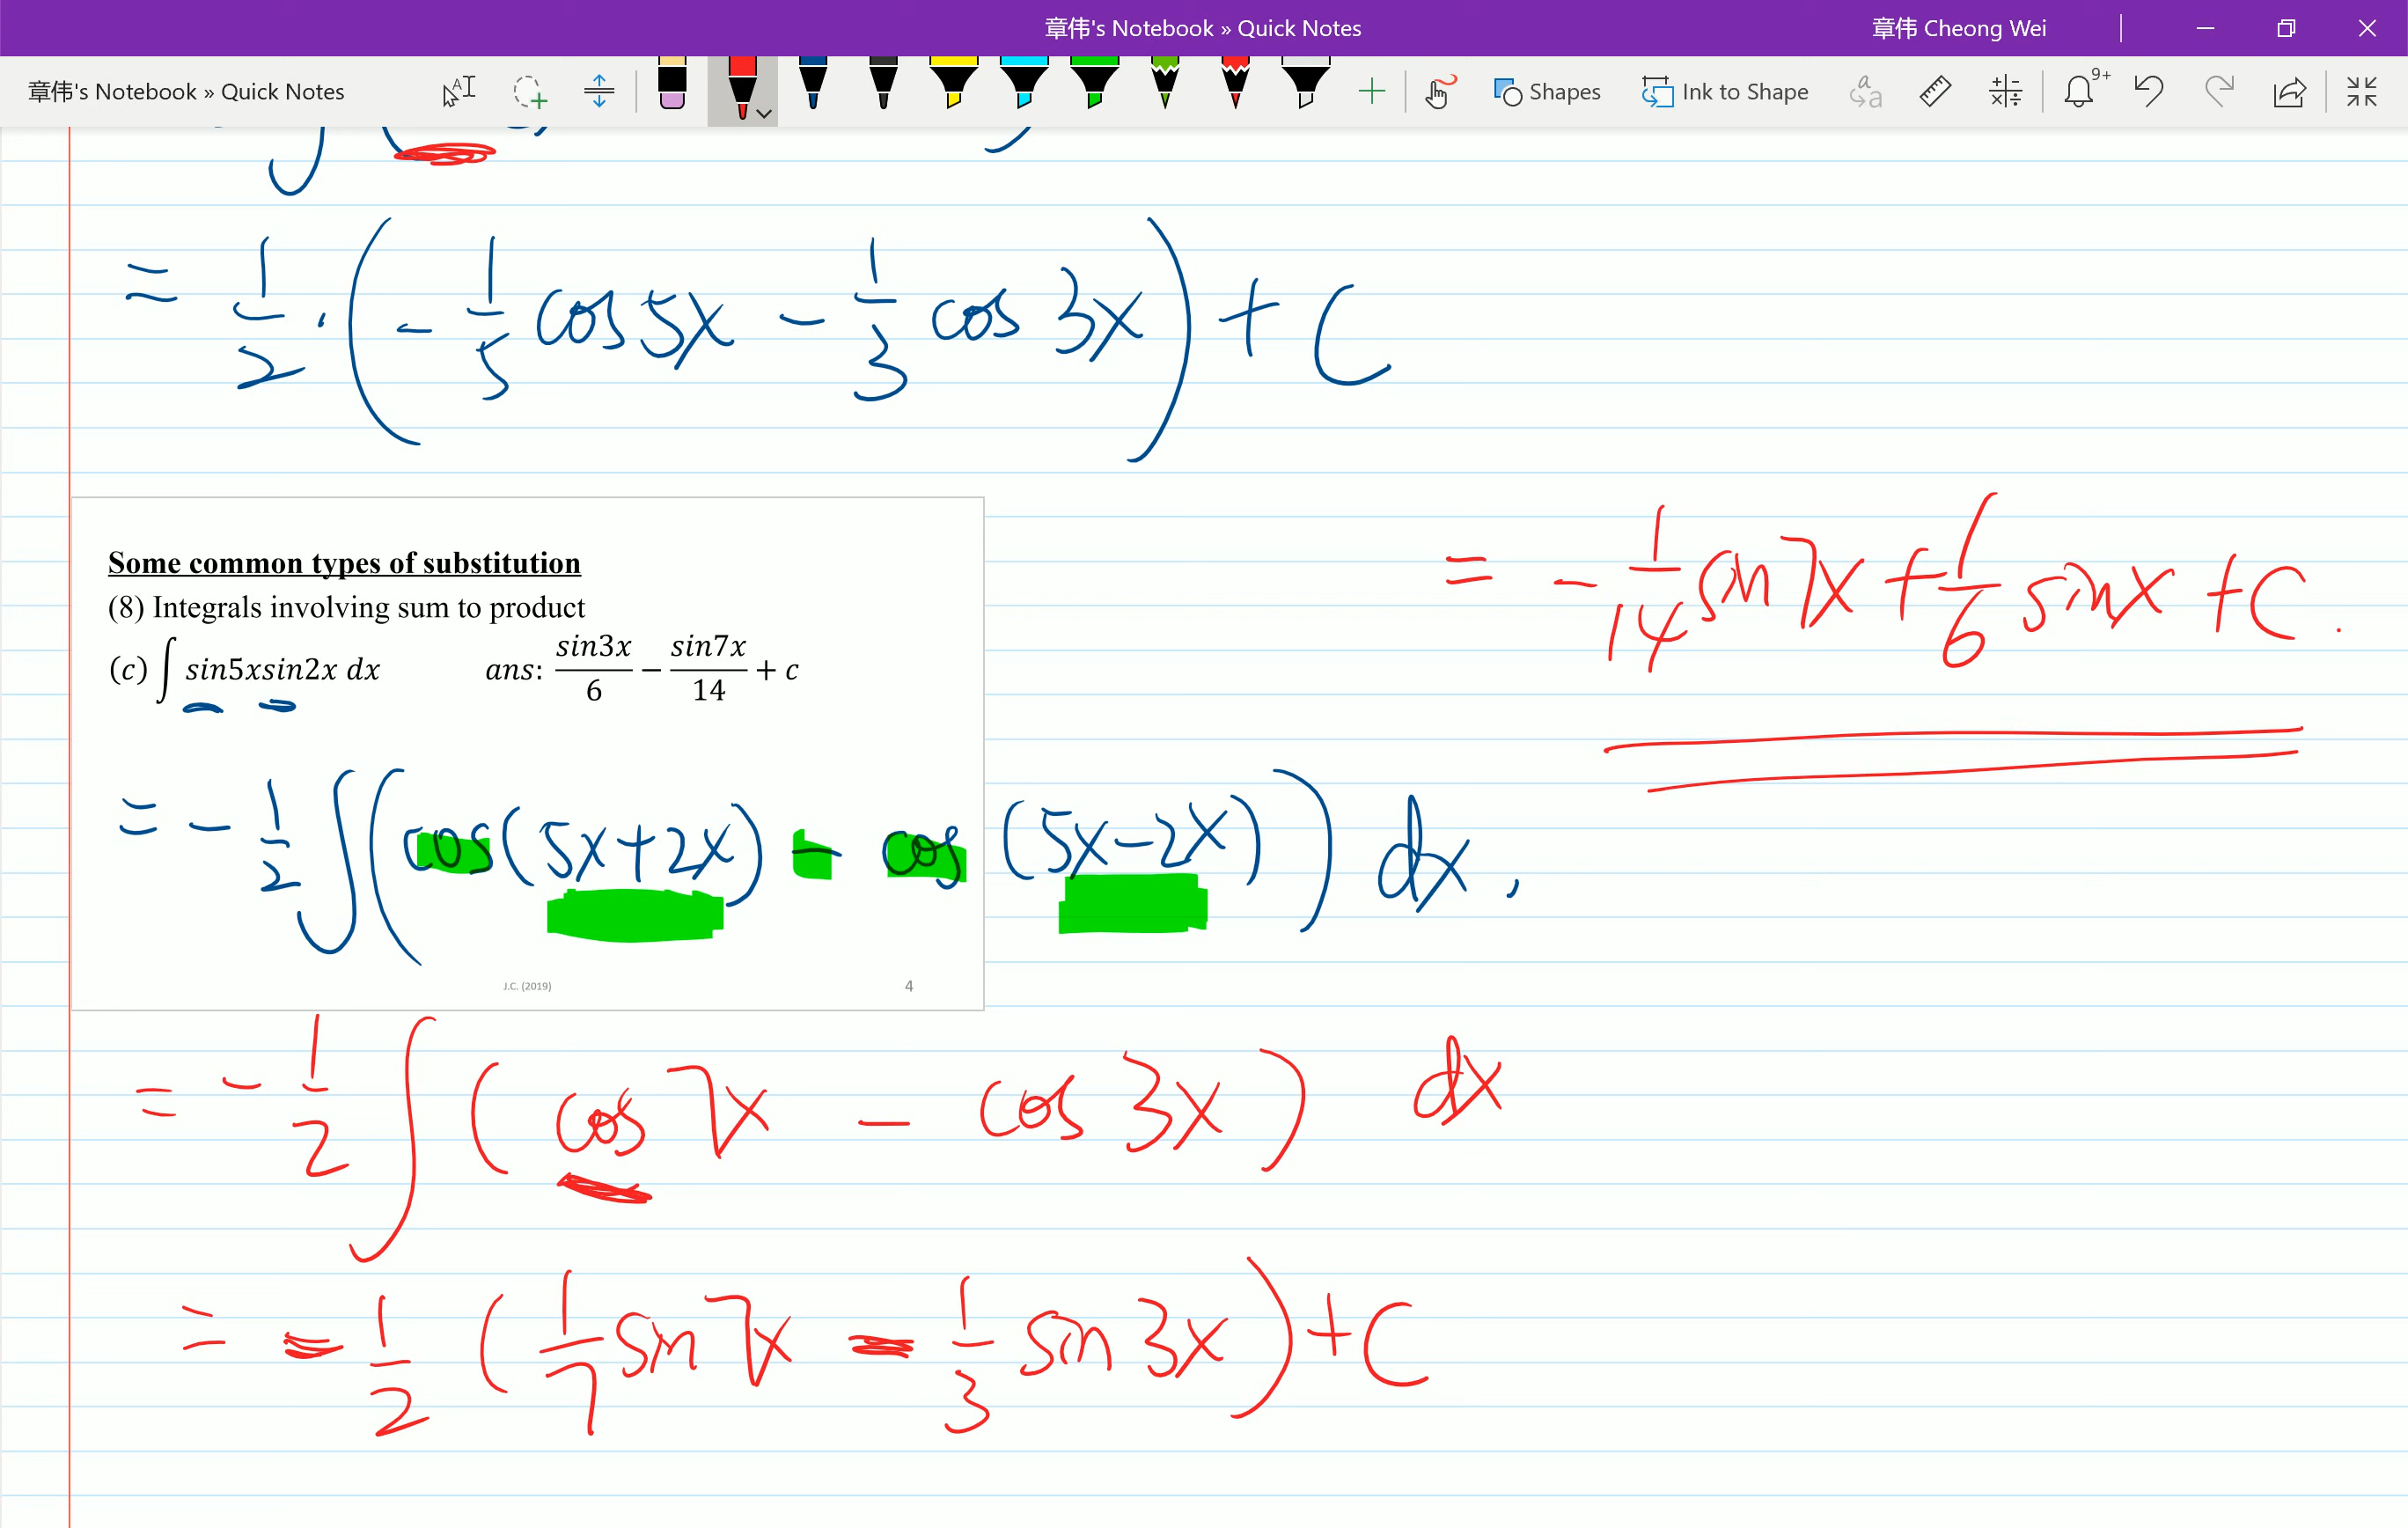 章伟's Notebook » Quick Notes
章伟 Cheong Wei
章伟's Notebook » Quick Notes
Shapes
Ink to Shape
9+
= 1/2 · ( - 1/5 cos 5x - 1/3 cos 3x ) + C
Some common types of substitution
(8) Integrals involving sum to product
(c) ∫ sin5xsin2x dx ans: sin3x/6 − sin7x/14 + c
= - 1/2 ∫ ( cos (5x+2x) - cos (5x-2x) ) dx ,
J.C. (2019) 4
= - 1/2 ∫ ( cos 7x - cos 3x ) dx
= - 1/2 ( 1/7 sin 7x - 1/3 sin 3x ) + C
= - 1/14 sin 7x + 1/6 sin x + C .